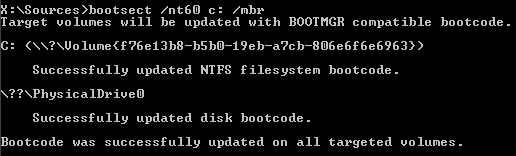 X:\Sources>bootsect /nt60 c: /mbr
Target volumes will be updated with BOOTMGR compatible bootcode.
C: (\\?\Volume{f76e13b8-b5b0-19eb-a7cb-806e6f6e6963})
Successfully updated NTFS filesystem bootcode.
\??\PhysicalDrive0
Successfully updated disk bootcode.
Bootcode was successfully updated on all targeted volumes.